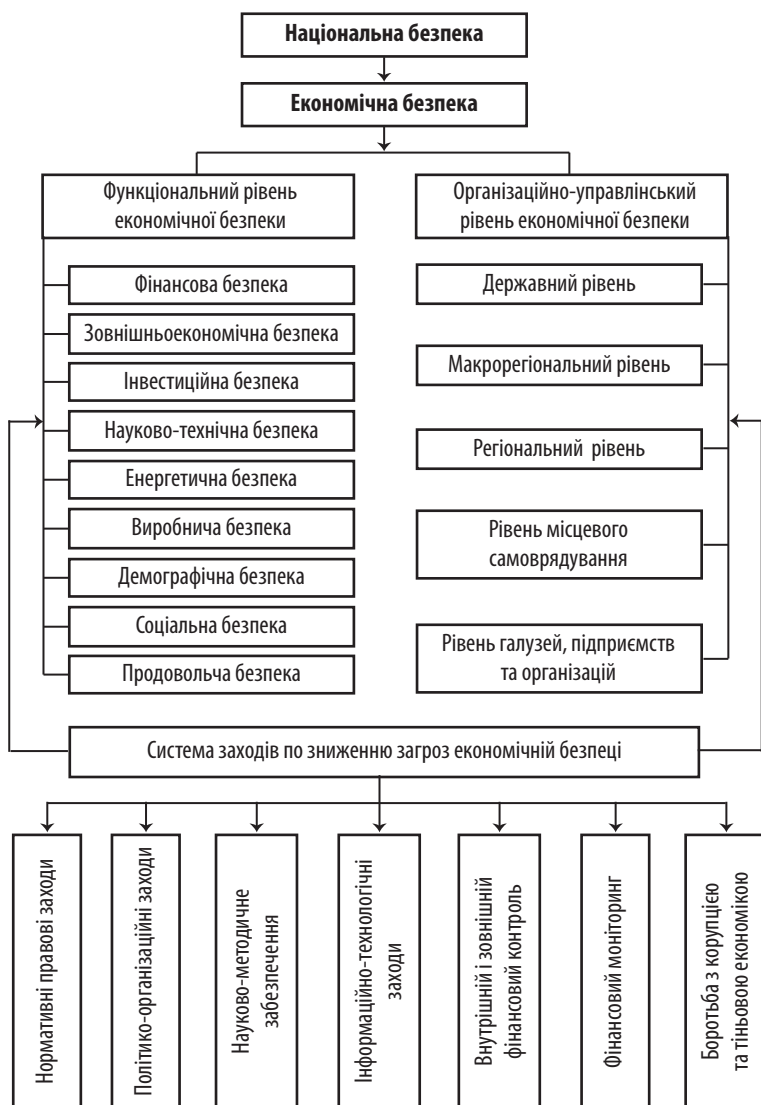 Національна безпека
Економічна безпека
Функціональний рівень
економічної безпеки
Організаційно-управлінський
рівень економічної безпеки
Фінансова безпека
Зовнішньоекономічна безпека
Інвестиційна безпека
Науково-технічна безпека
Енергетична безпека
Виробнича безпека
Демографічна безпека
Соціальна безпека
Продовольча безпека
Державний рівень
Макрорегіональний рівень
Регіональний рівень
Рівень місцевого
самоврядування
Рівень галузей, підприємств
та організацій
Система заходів по зниженню загроз економічній безпеці
Нормативні правові заходи
Політико-організаційні заходи
Науково-методичне
забезпечення
Інформаційно-технологічні
заходи
Внутрішній і зовнішній
фінансовий контроль
Фінансовий моніторинг
Боротьба з корупцією
та тіньовою економікою